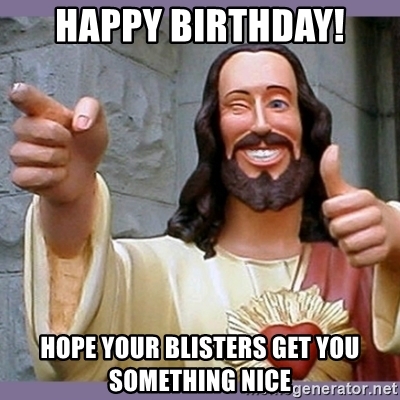 HAPPY BIRTHDAY!
HOPE YOUR BLISTERS GET YOU
SOMETHING NICE
generator.net